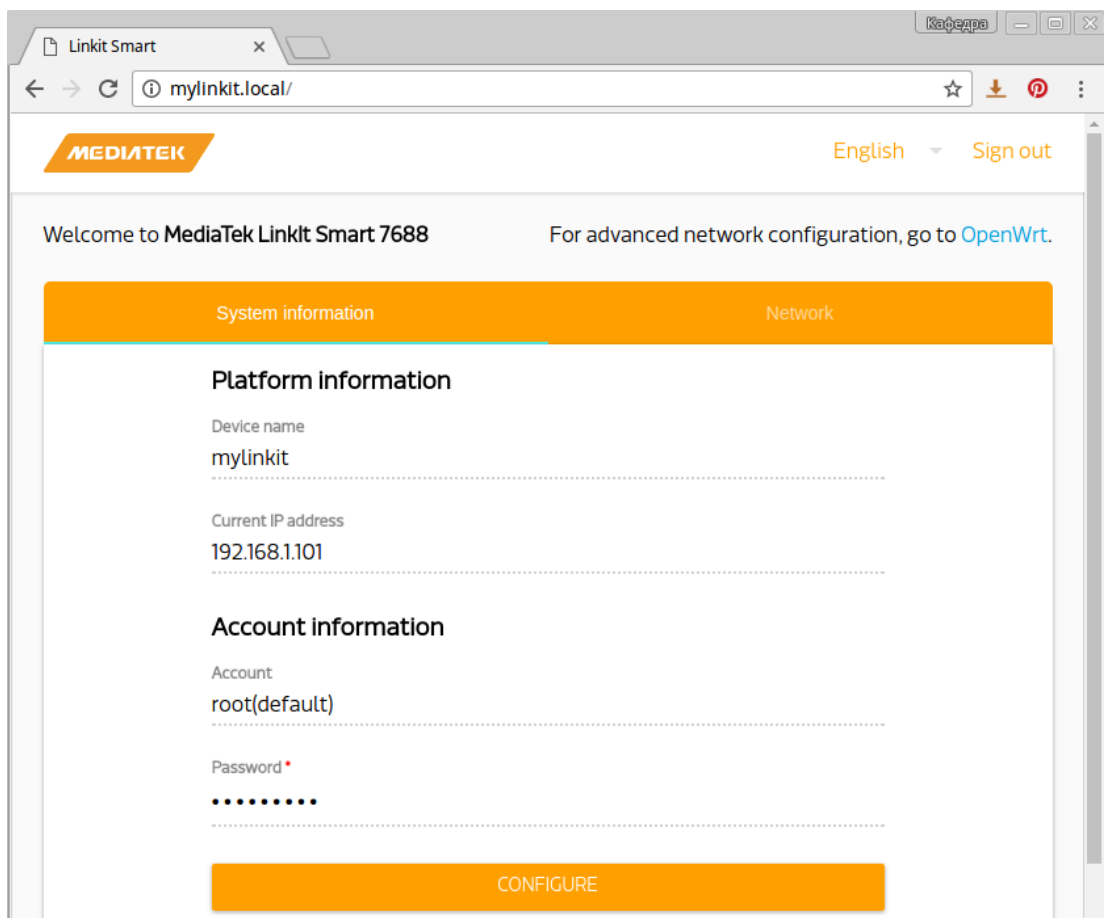 Кафедра
Linkit Smart
mylinkit.local/
MEDIATEK
English
Sign out
Welcome to MediaTek LinkIt Smart 7688
For advanced network configuration, go to OpenWrt.
System information
Network
Platform information
Device name
mylinkit
Current IP address
192.168.1.101
Account information
Account
root(default)
Password *
•••••••••
CONFIGURE